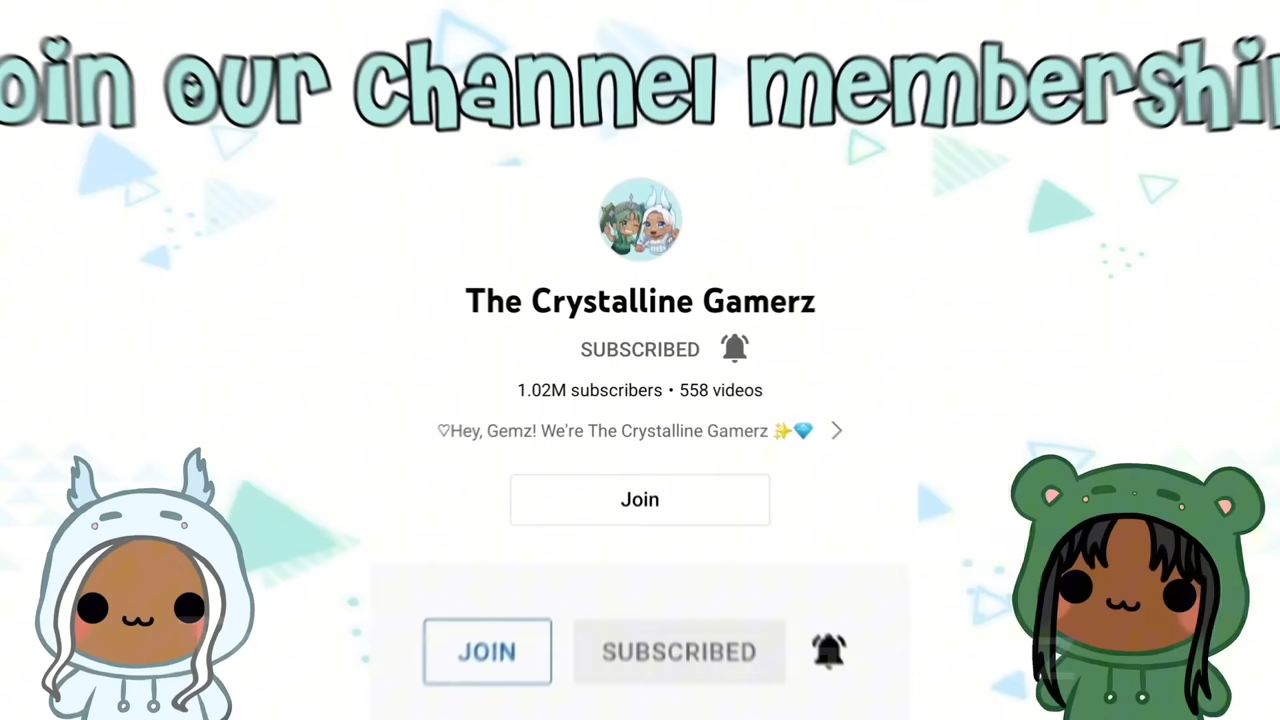 oin our channel membershi
The Crystalline Gamerz
SUBSCRIBED
1.02M subscribers • 558 videos
♡Hey, Gemz! We're The Crystalline Gamerz ✨💎
Join
JOIN SUBSCRIBED